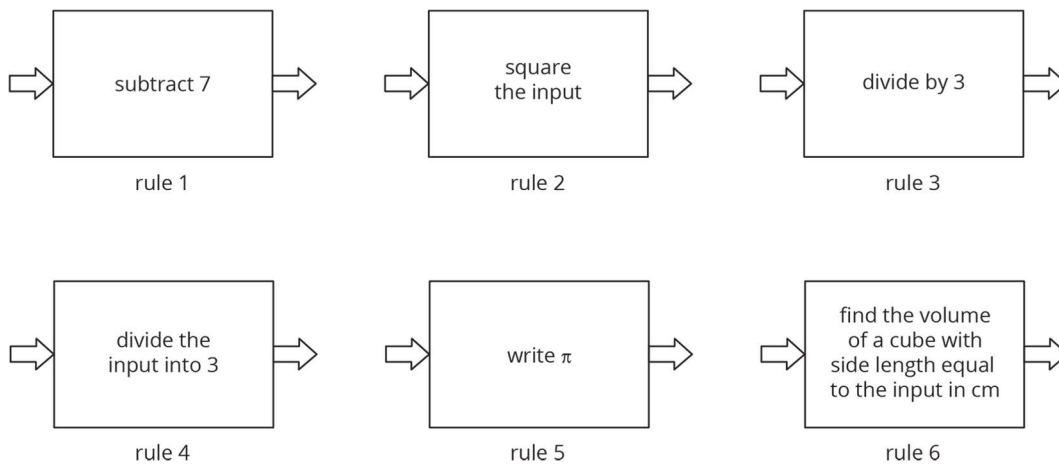 subtract 7
square
the input
divide by 3
rule 1
rule 2
rule 3
divide the
input into 3
write π
find the volume
of a cube with
side length equal
to the input in cm
rule 4
rule 5
rule 6